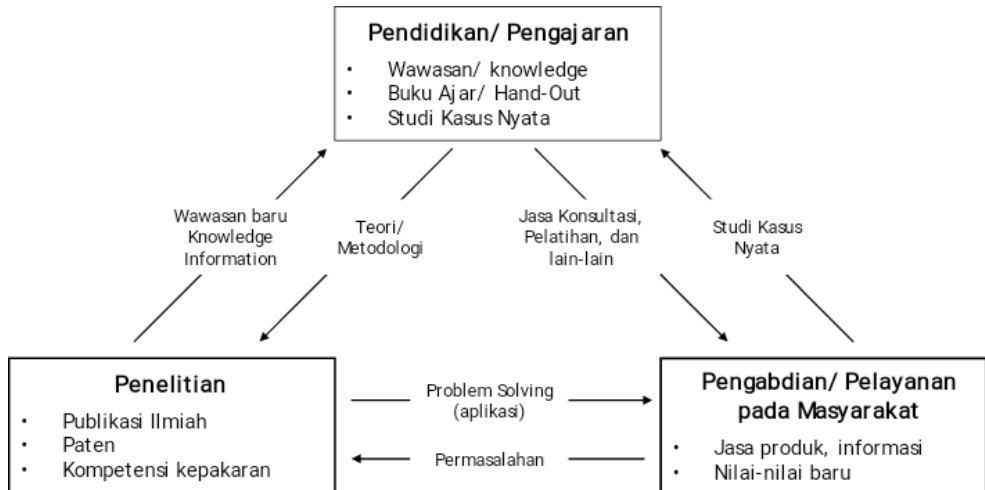 Pendidikan/ Pengajaran
• Wawasan/ knowledge
• Buku Ajar/ Hand-Out
• Studi Kasus Nyata
Wawasan baru
Knowledge
Information
Teori/
Metodologi
Jasa Konsultasi,
Pelatihan, dan
lain-lain
Studi Kasus
Nyata
Penelitian
• Publikasi Ilmiah
• Paten
• Kompetensi kepakaran
Problem Solving
(aplikasi)
Permasalahan
Pengabdian/ Pelayanan
pada Masyarakat
• Jasa produk, informasi
• Nilai-nilai baru